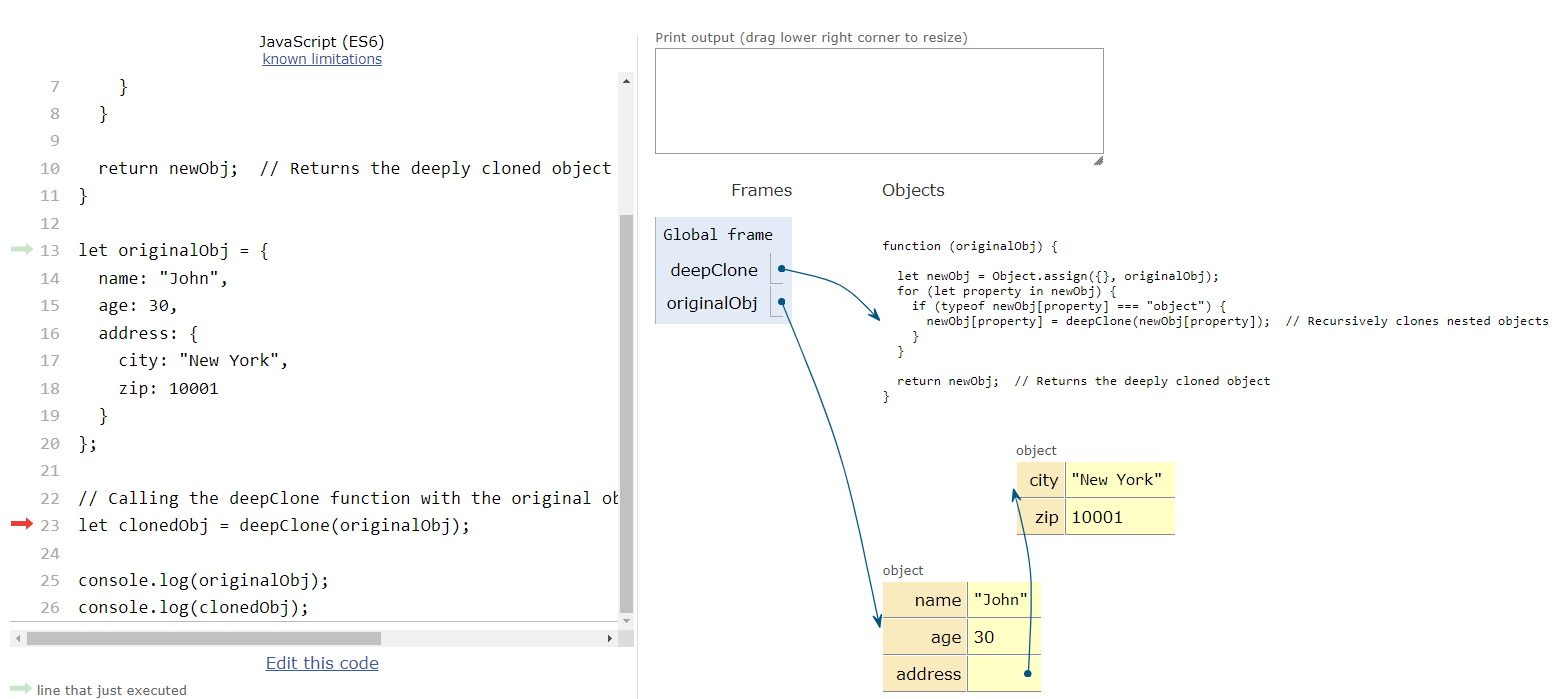 JavaScript (ES6)
known limitations
7 }
8 }
9
10 return newObj;  // Returns the deeply cloned object
11 }
12
13 let originalObj = {
14 name: "John",
15 age: 30,
16 address: {
17 city: "New York",
18 zip: 10001
19 }
20 };
21
22 // Calling the deepClone function with the original
23 let clonedObj = deepClone(originalObj);
24
25 console.log(originalObj);
26 console.log(clonedObj);
Edit this code
line that just executed
Print output (drag lower right corner to resize)
Frames
Objects
Global frame
deepClone
originalObj
function (originalObj) {
let newObj = Object.assign({}, originalObj);
for (let property in newObj) {
if (typeof newObj[property] === "object") {
newObj[property] = deepClone(newObj[property]);  // Recursively clones nested objects
}
}
return newObj;  // Returns the deeply cloned object
}
object
city "New York"
zip 10001
object
name "John"
age 30
address